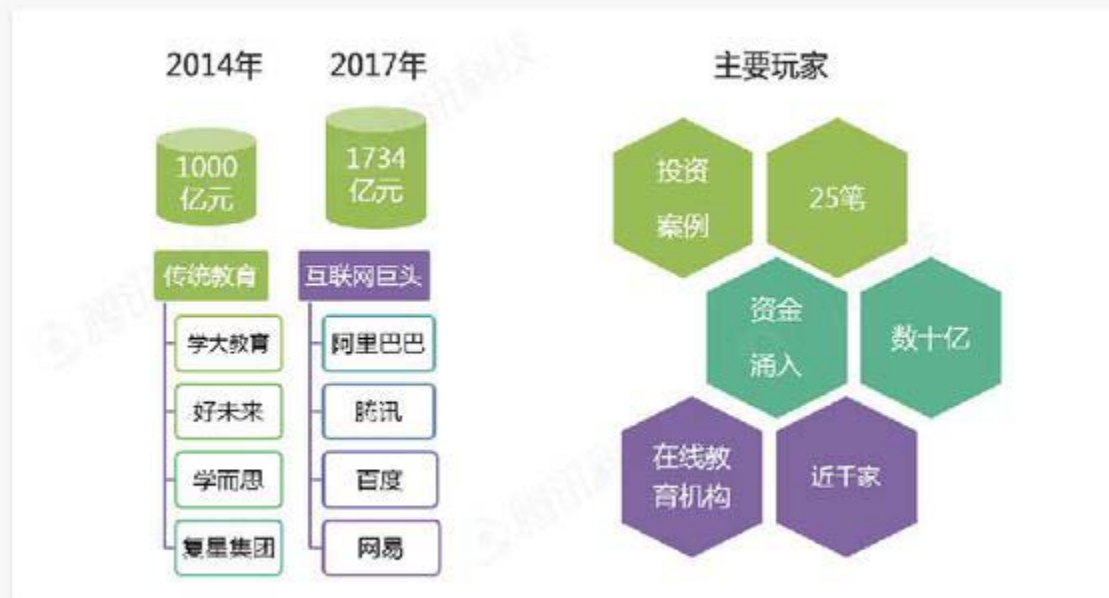 2014年
2017年
主要玩家
1000
亿元
1734
亿元
投资
案例
25笔
传统教育
互联网巨头
资金
涌入
数十亿
学大教育
阿里巴巴
好未来
腾讯
学而思
百度
复星集团
网易
在线教
育机构
近千家
腾讯科技